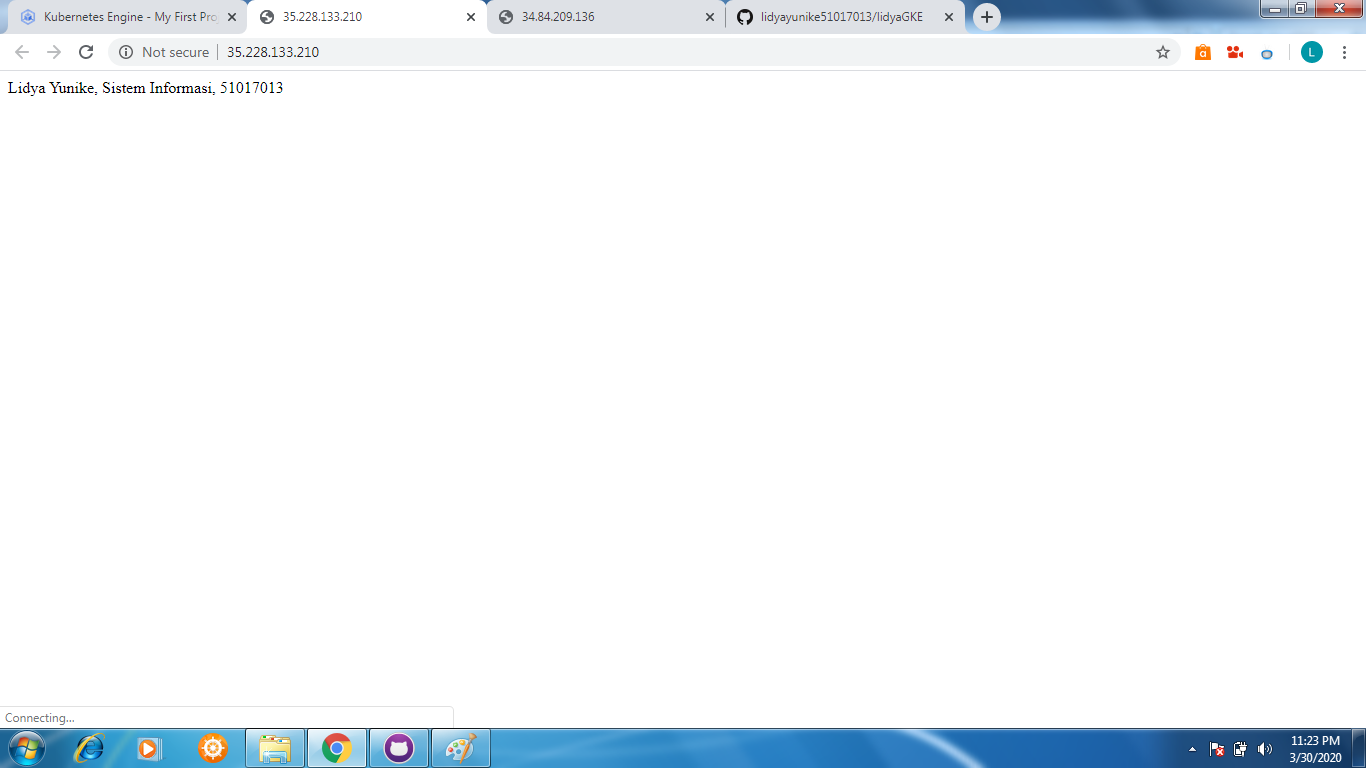 Kubernetes Engine - My First Pro
35.228.133.210
34.84.209.136
lidyayunike51017013/lidyaGKE
Not secure
35.228.133.210
L
Lidya Yunike, Sistem Informasi, 51017013
Connecting...
11:23 PM
3/30/2020